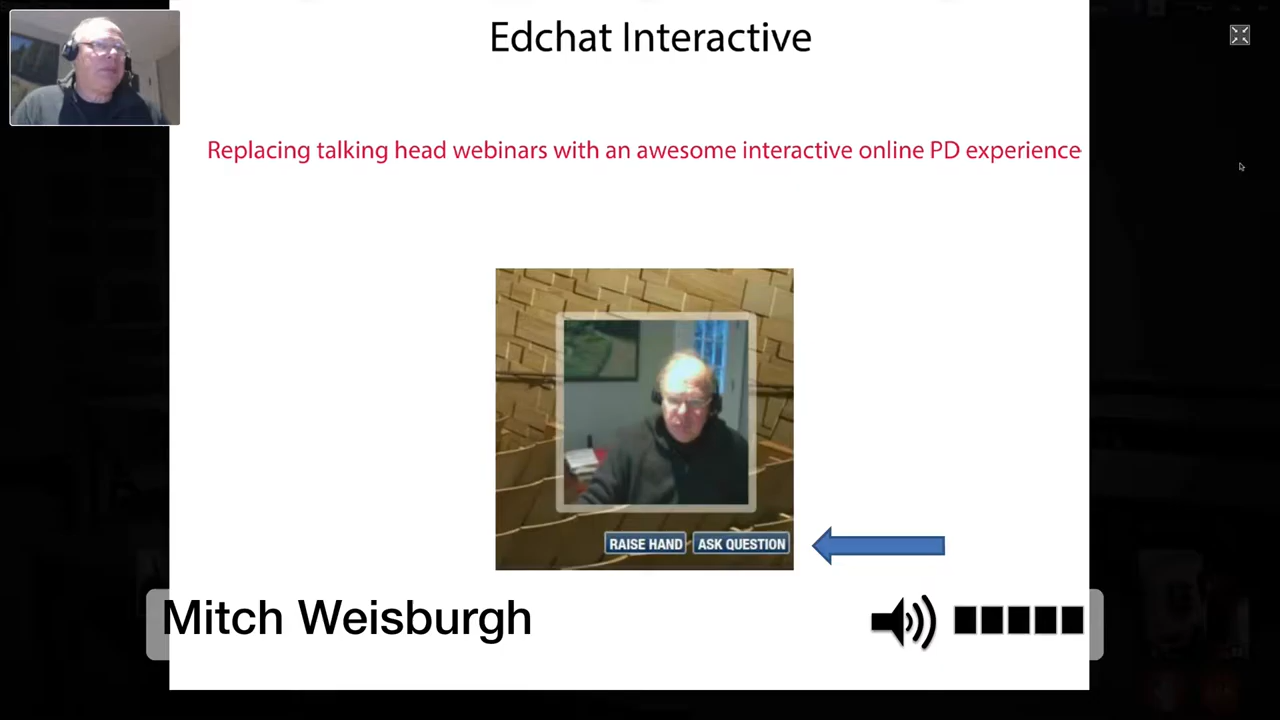 Edchat Interactive
Replacing talking head webinars with an awesome interactive online PD experience
RAISE HAND ASK QUESTION
Mitch Weisburgh